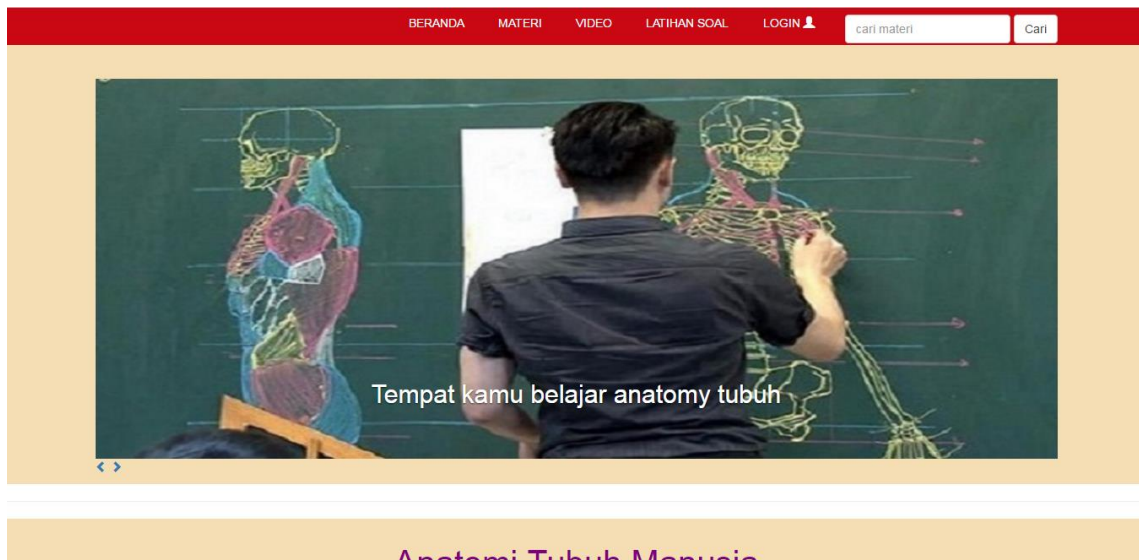 BERANDA MATERI VIDEO LATIHAN SOAL LOGIN cari materi Cari
Tempat kamu belajar anatomy tubuh
Anatomi Tubuh Manusia